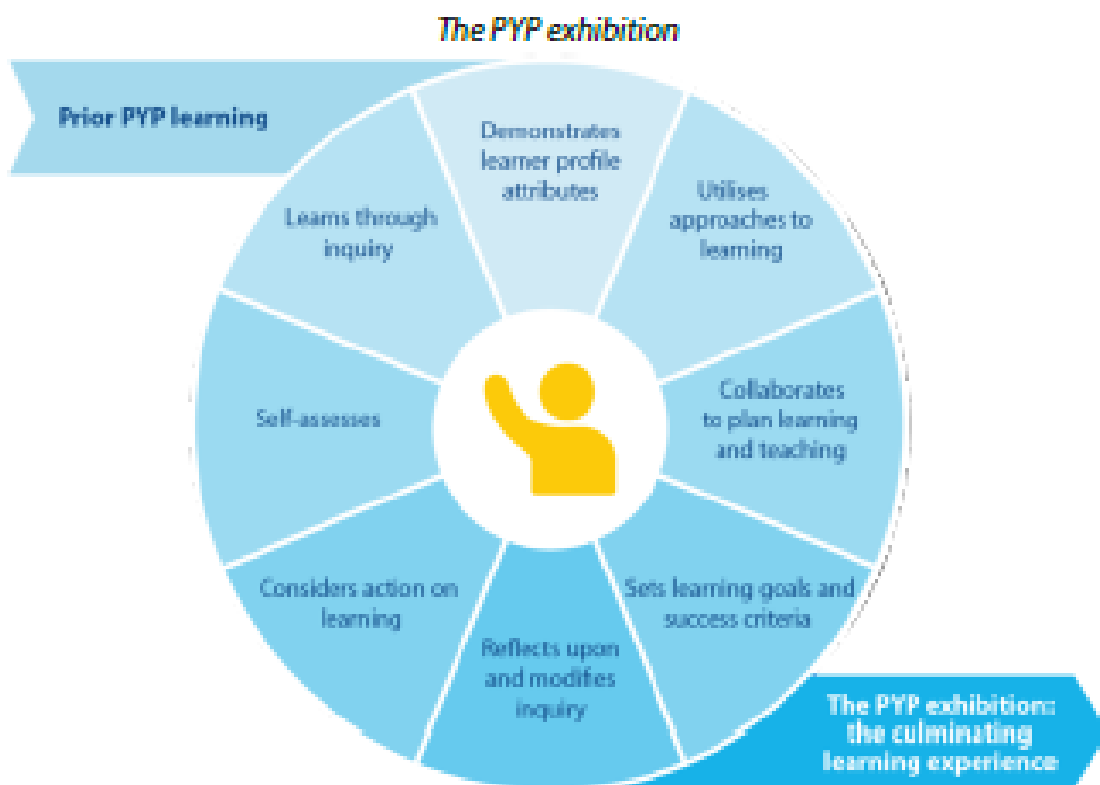 The PYP exhibition
Prior PYP learning
Demonstrates
learner profile
attributes
Utilises
approaches to
learning
Collaborates
to plan learning
and teaching
Sets learning goals and
success criteria
Reflects upon
and modifies
inquiry
Considers action on
learning
Self-assesses
Learns through
inquiry
The PYP exhibition:
the culminating
learning experience